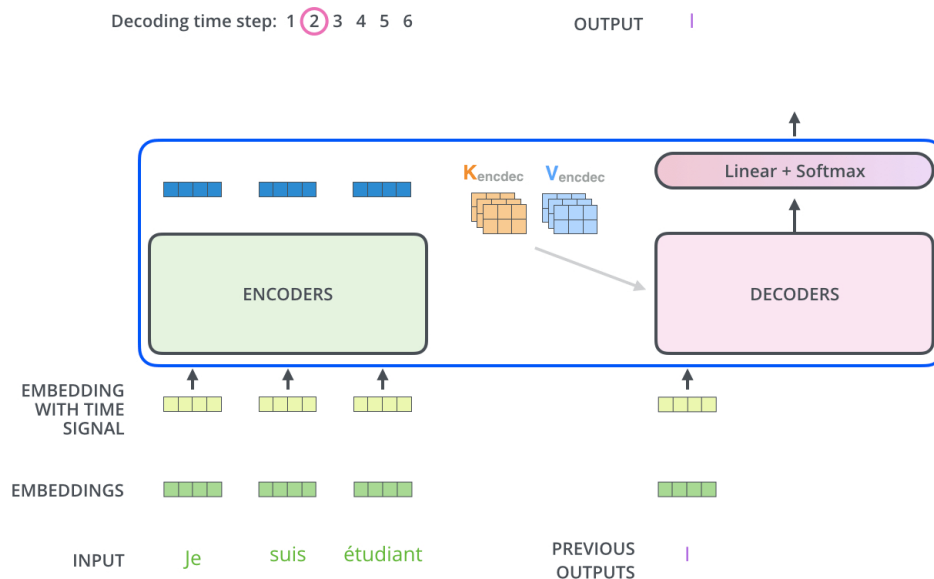 Decoding time step: 1 2 3 4 5 6
OUTPUT I
Kencdec Vencdec
Linear + Softmax
ENCODERS
DECODERS
EMBEDDING
WITH TIME
SIGNAL
EMBEDDINGS
INPUT Je suis étudiant
PREVIOUS
OUTPUTS I